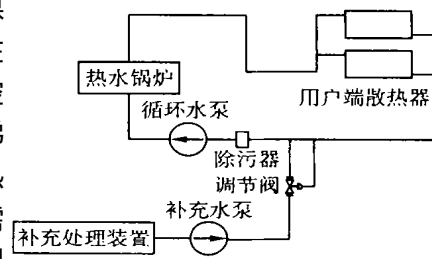 热水锅炉
用户端散热器
循环水泵
除污器
调节阀
补充水泵
补充处理装置